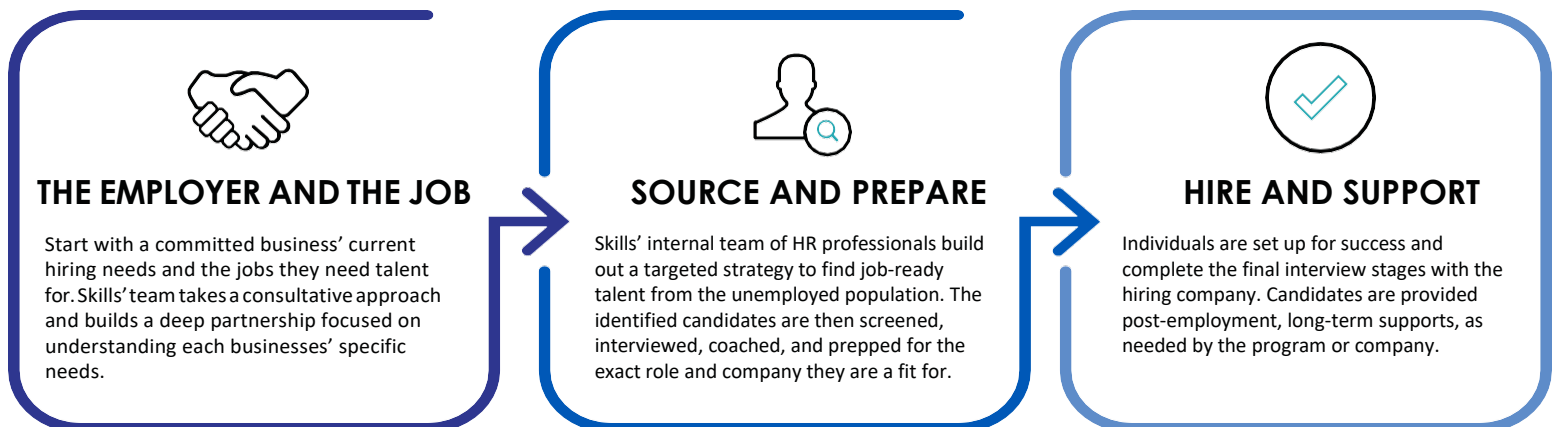 THE EMPLOYER AND THE JOB
Start with a committed business’ current
hiring needs and the jobs they need talent
for. Skills’ team takes a consultative approach
and builds a deep partnership focused on
understanding each businesses’ specific
needs.
SOURCE AND PREPARE
Skills’ internal team of HR professionals build
out a targeted strategy to find job-ready
talent from the unemployed population. The
identified candidates are then screened,
interviewed, coached, and prepped for the
exact role and company they are a fit for.
HIRE AND SUPPORT
Individuals are set up for success and
complete the final interview stages with the
hiring company. Candidates are provided
post-employment, long-term supports, as
needed by the program or company.